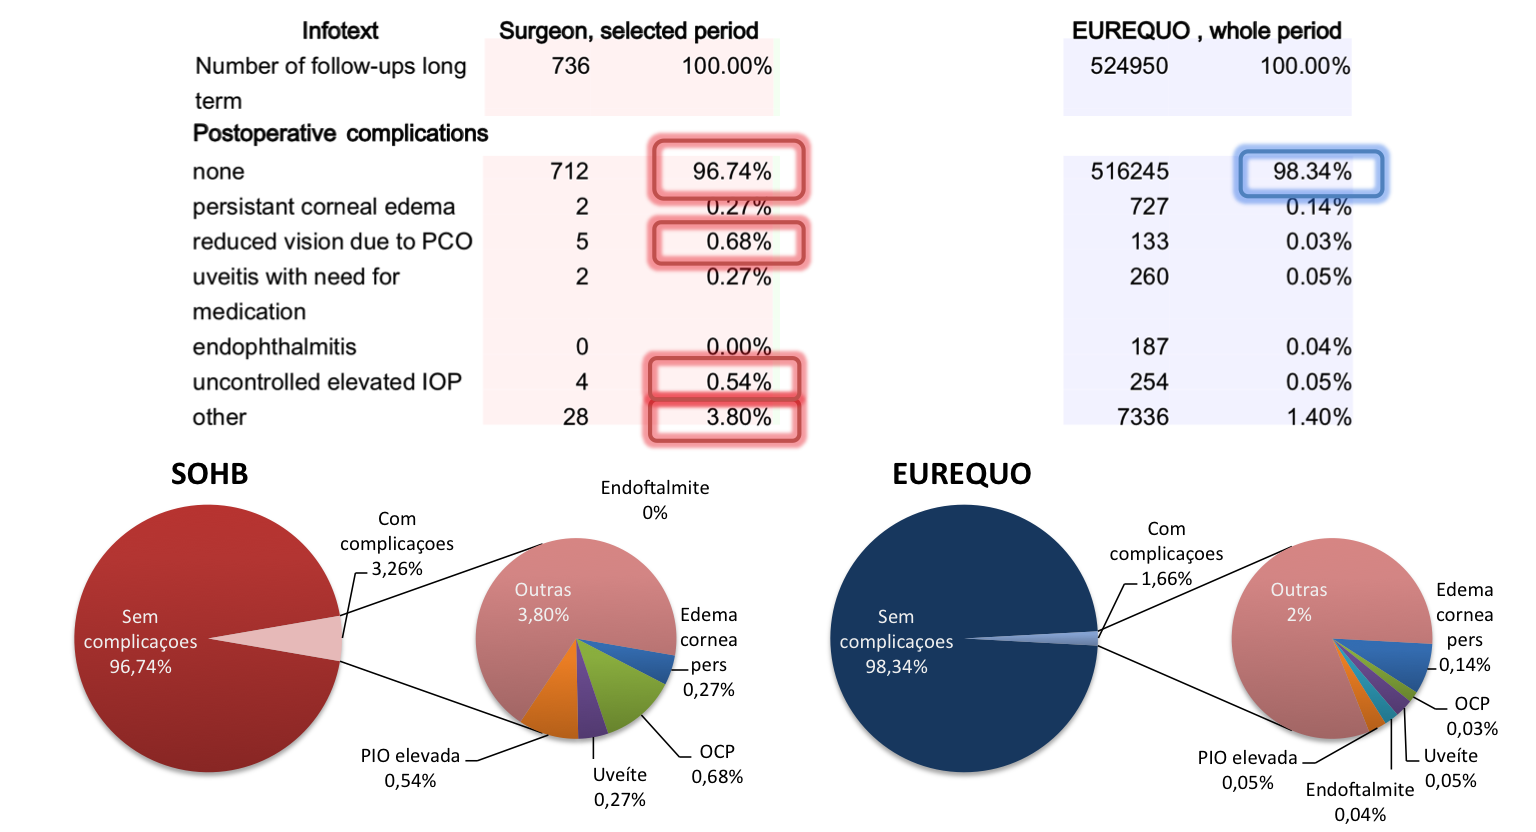 Infotext Surgeon, selected period EUREQUO , whole period
Number of follow-ups long 736 100.00% 524950 100.00%
term
Postoperative complications
none 712 96.74% 516245 98.34%
persistant corneal edema 2 0.27% 727 0.14%
reduced vision due to PCO 5 0.68% 133 0.03%
uveitis with need for 2 0.27% 260 0.05%
medication
endophthalmitis 0 0.00% 187 0.04%
uncontrolled elevated IOP 4 0.54% 254 0.05%
other 28 3.80% 7336 1.40%
SOHB
Sem
complicaçoes
96,74%
Com
complicaçoes
3,26%
Endoftalmite
0%
Outras
3,80%
Edema
cornea
pers
0,27%
OCP
0,68%
Uveíte
0,27%
PIO elevada
0,54%
EUREQUO
Sem
complicaçoes
98,34%
Com
complicaçoes
1,66%
Outras
2%
Edema
cornea
pers
0,14%
OCP
0,03%
Uveíte
0,05%
Endoftalmite
0,04%
PIO elevada
0,05%